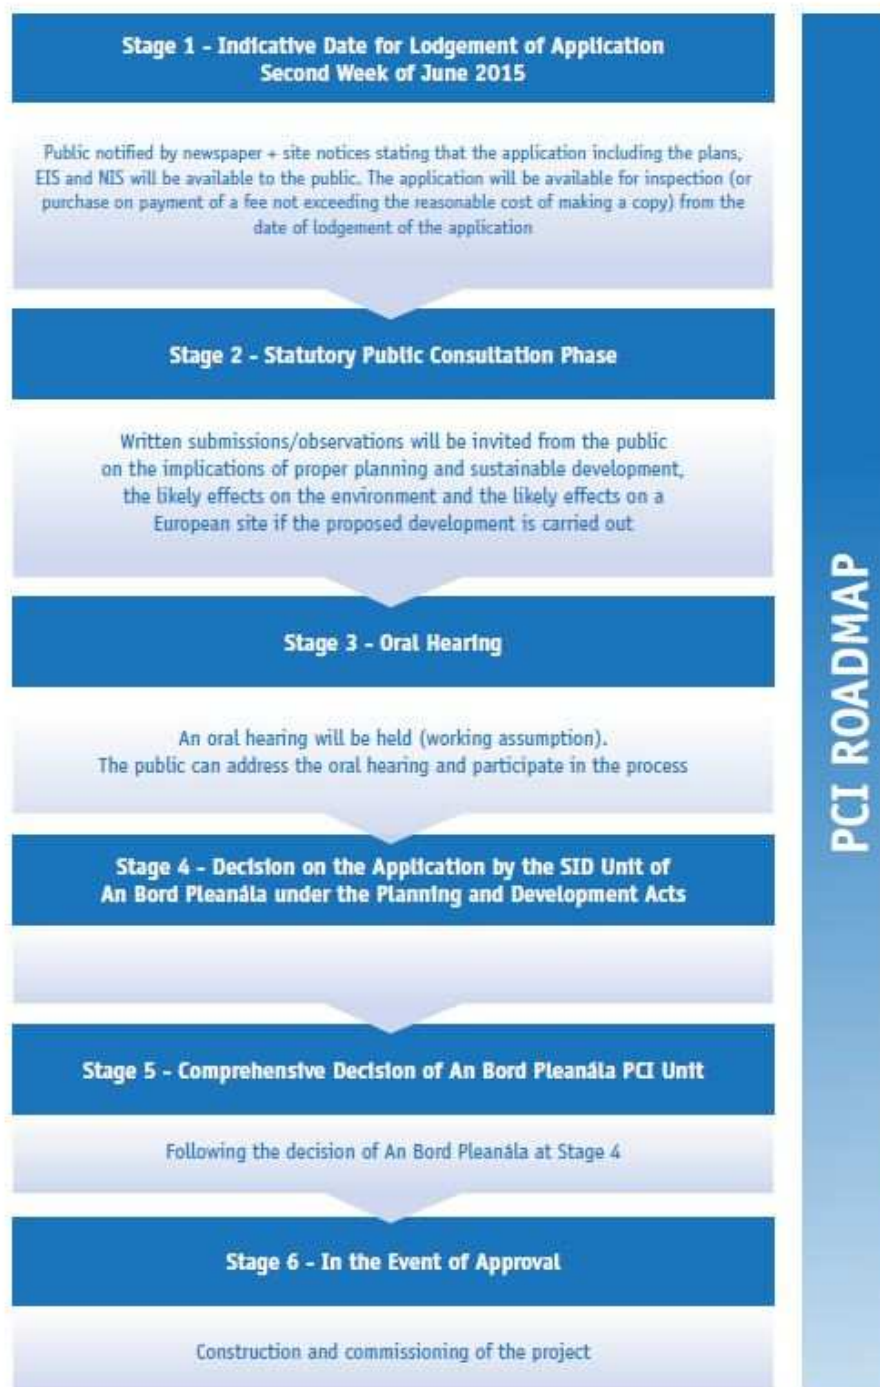 Stage 1 - Indicative Date for Lodgement of Application
Second Week of June 2015
Public notified by newspaper + site notices stating that the application including the plans,
EIS and NIS will be available to the public. The application will be available for inspection (or
purchase on payment of a fee not exceeding the reasonable cost of making a copy) from the
date of lodgement of the application
Stage 2 - Statutory Public Consultation Phase
Written submissions/observations will be invited from the public
on the implications of proper planning and sustainable development,
the likely effects on the environment and the likely effects on a
European site if the proposed development is carried out
Stage 3 - Oral Hearing
An oral hearing will be held (working assumption).
The public can address the oral hearing and participate in the process
Stage 4 - Decision on the Application by the SID Unit of
An Bord Pleanála under the Planning and Development Acts
Stage 5 - Comprehensive Decision of An Bord Pleanála PCI Unit
Following the decision of An Bord Pleanála at Stage 4
Stage 6 - In the Event of Approval
Construction and commissioning of the project
PCI ROADMAP